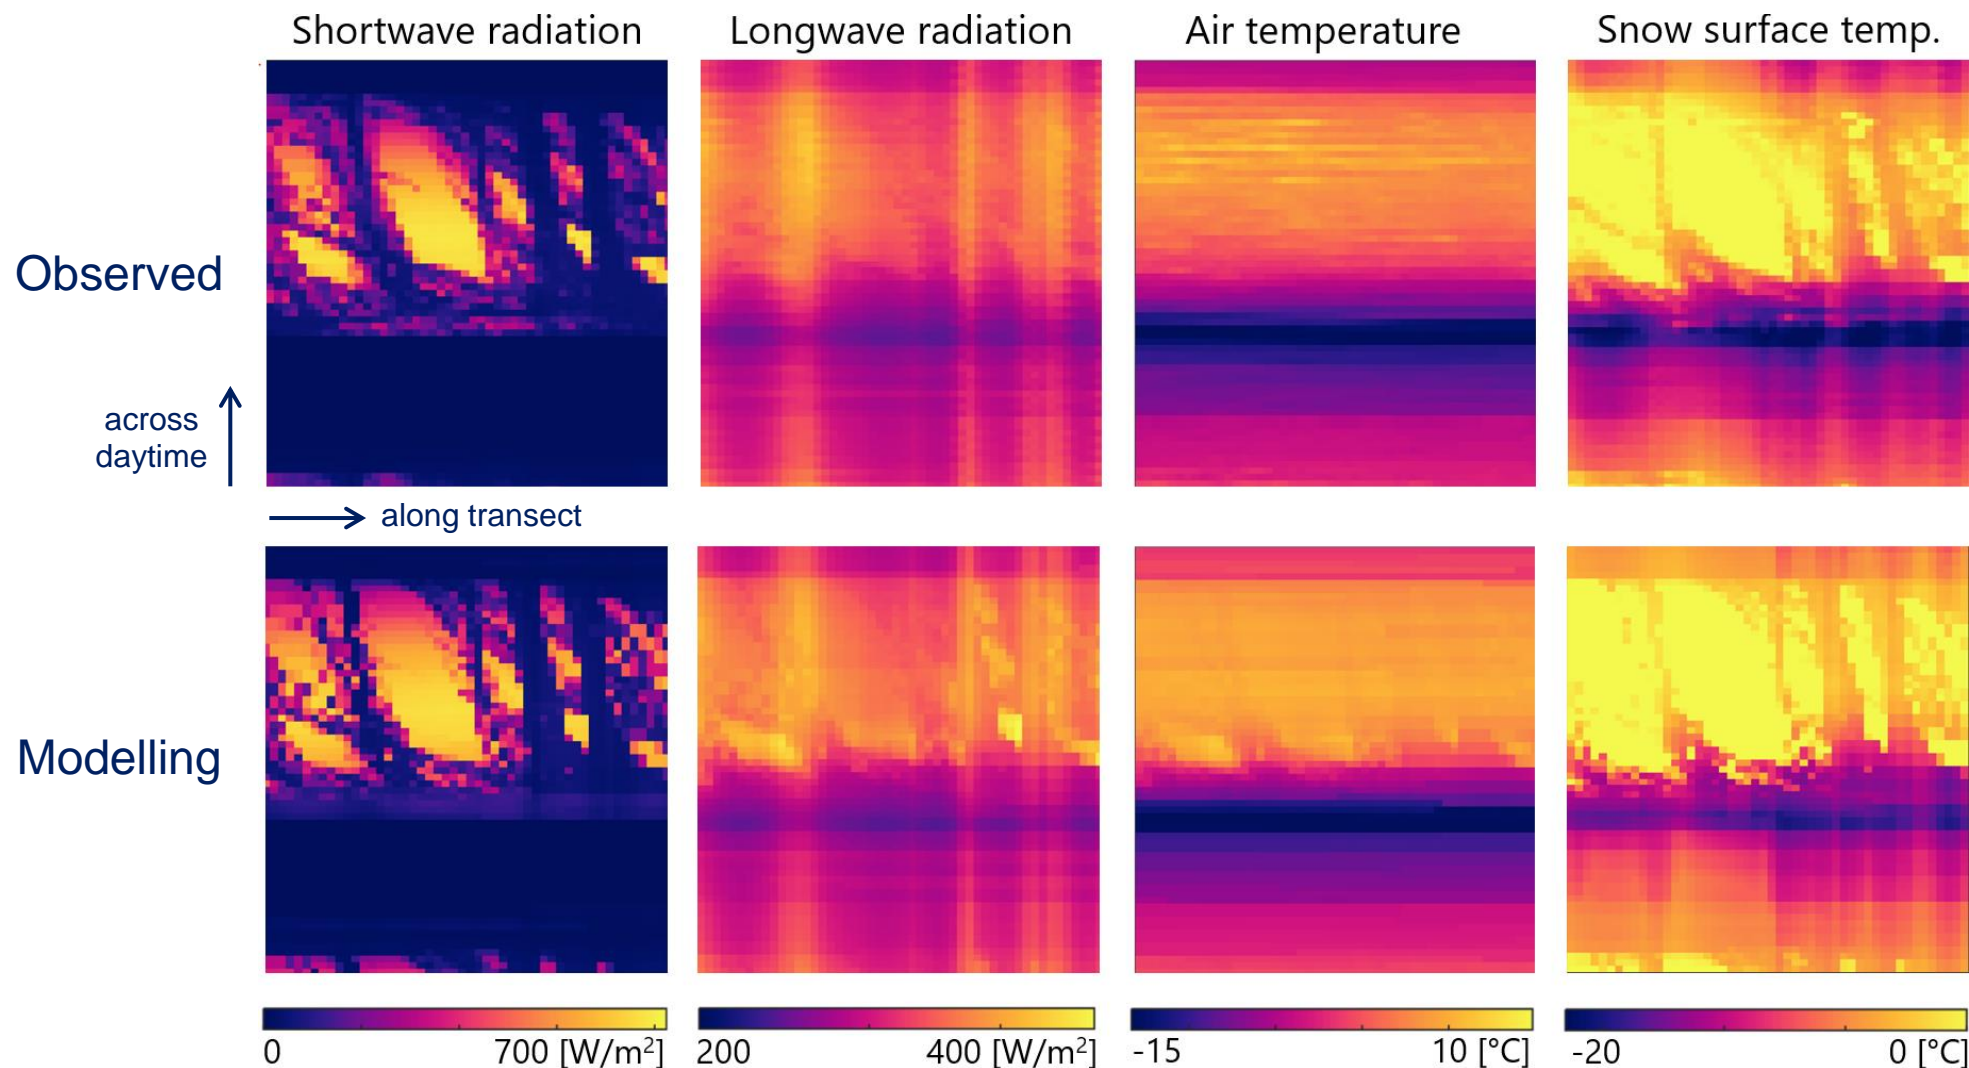 Shortwave radiation
Longwave radiation
Air temperature
Snow surface temp.
Observed
across
daytime
along transect
Modelling
0 700 [W/m²]
200 400 [W/m²]
-15 10 [°C]
-20 0 [°C]